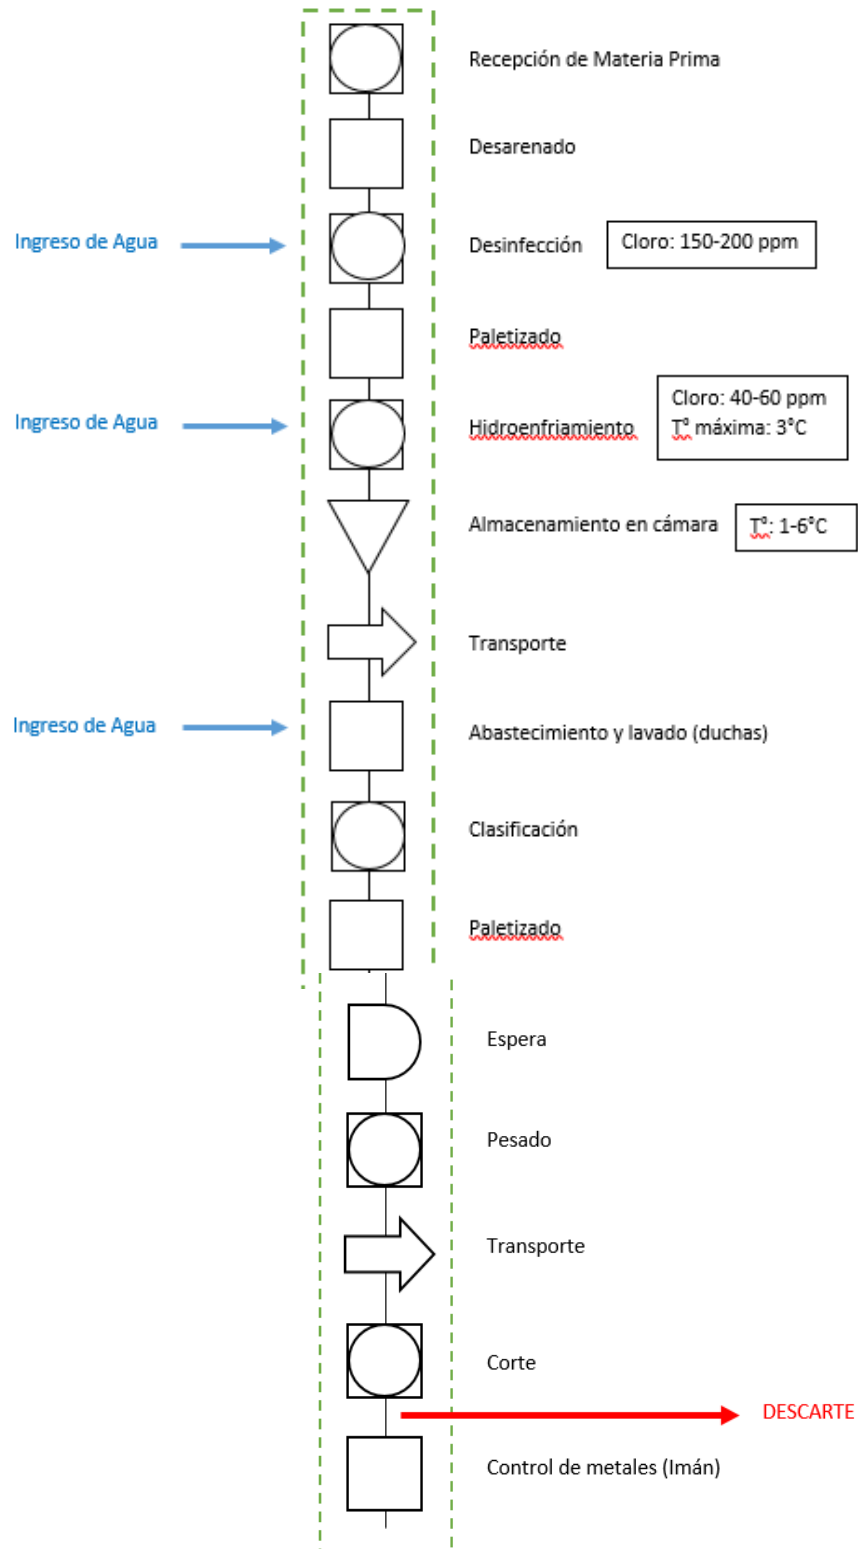 Recepción de Materia Prima
Desarenado
Ingreso de Agua
Desinfección
Cloro: 150-200 ppm
Paletizado
Ingreso de Agua
Hidroenfriamiento
Cloro: 40-60 ppm
T° máxima: 3°C
Almacenamiento en cámara
T°: 1-6°C
Transporte
Ingreso de Agua
Abastecimiento y lavado (duchas)
Clasificación
Paletizado
Espera
Pesado
Transporte
Corte
DESCARTE
Control de metales (Imán)